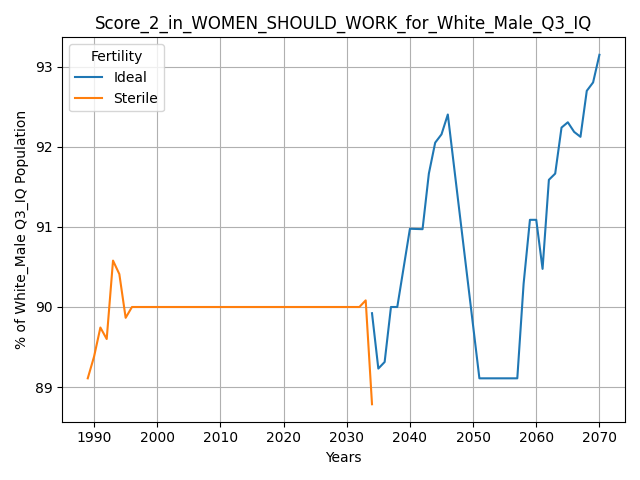 Score_2_in_WOMEN_SHOULD_WORK_for_White_Male_Q3_IQ
Fertility
Ideal
Sterile
% of White_Male Q3_IQ Population
93
92
91
90
89
1990 2000 2010 2020 2030 2040 2050 2060 2070
Years